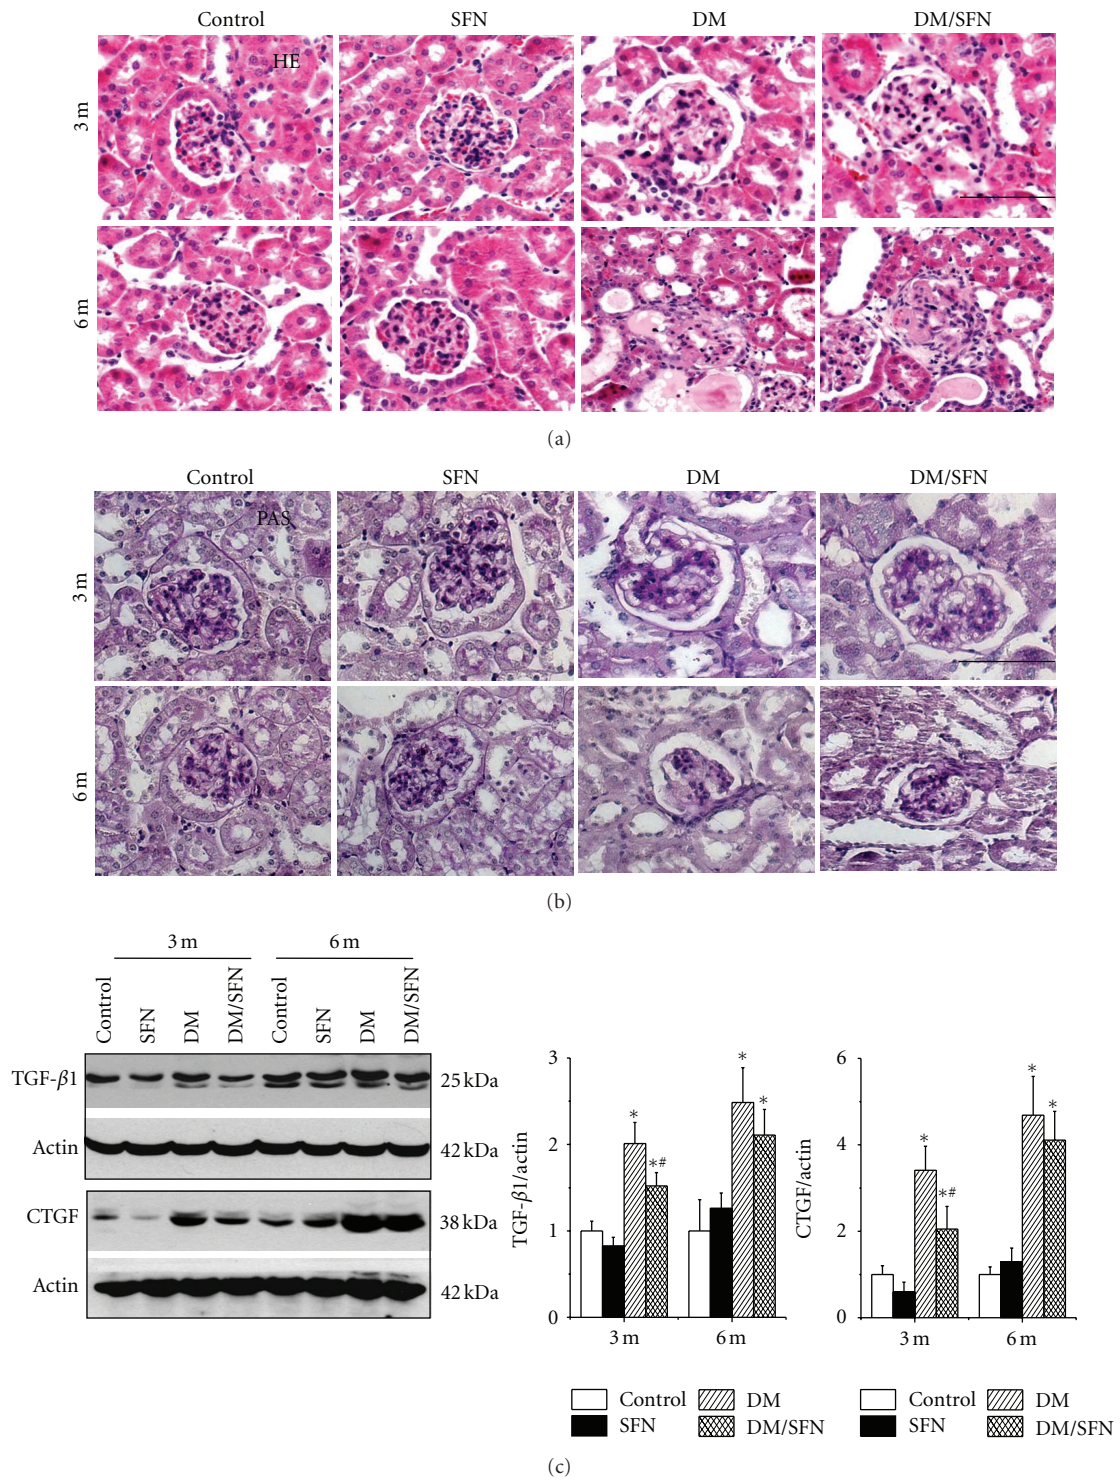 Control SFN DM DM/SFN
HE
3 m
6 m
(a)
Control SFN DM DM/SFN
PAS
3 m
6 m
(b)
3 m 6 m
Control SFN DM DM/SFN Control SFN DM DM/SFN
TGF-β1 25 kDa
Actin 42 kDa
CTGF 38 kDa
Actin 42 kDa
TGF-β1/actin
3
2
1
0
* *# * *
3 m 6 m
Control DM
SFN DM/SFN
CTGF/actin
6
4
2
0
* *# * *
3 m 6 m
Control DM
SFN DM/SFN
(c)